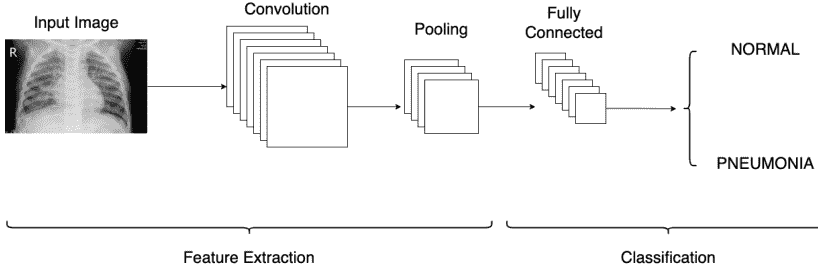 Input Image
Convolution
Pooling
Fully
Connected
R
NORMAL
PNEUMONIA
Feature Extraction
Classification